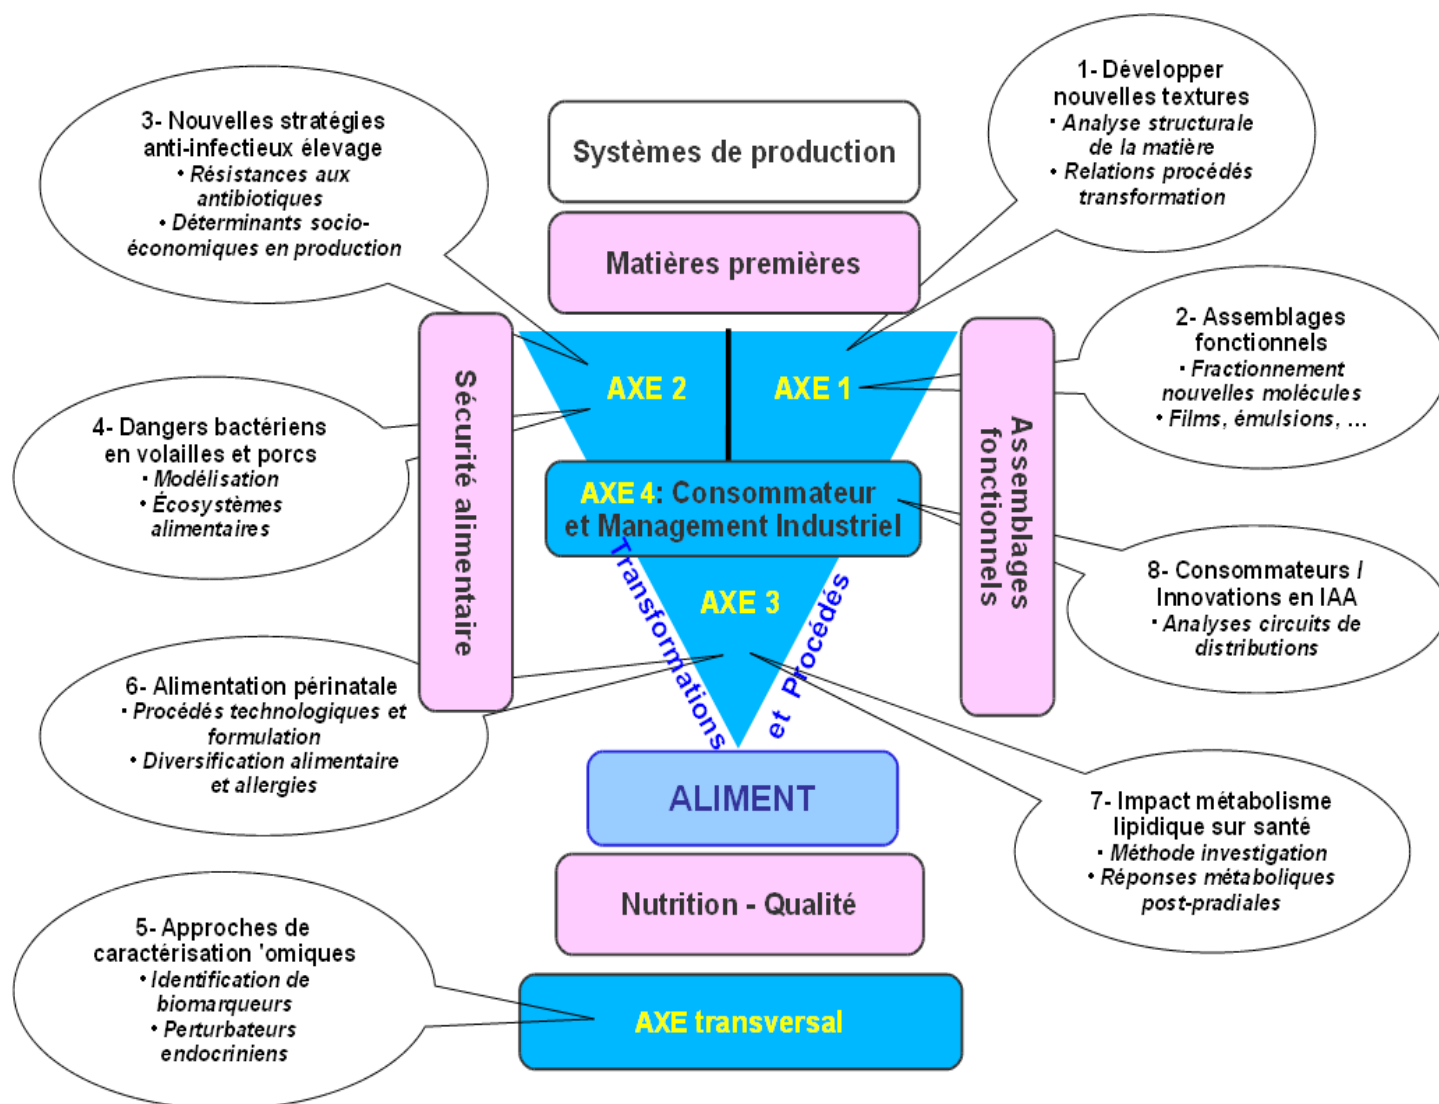 1- Développer
nouvelles textures
• Analyse structurale
de la matière
• Relations procédés
transformation
3- Nouvelles stratégies
anti-infectieux élevage
• Résistances aux
antibiotiques
• Déterminants socio-
économiques en production
Systèmes de production
Matières premières
2- Assemblages
fonctionnels
• Fractionnement
nouvelles molécules
• Films, émulsions, ...
Sécurité alimentaire
AXE 2
AXE 1
Assemblages
fonctionnels
4- Dangers bactériens
en volailles et porcs
• Modélisation
• Écosystèmes
alimentaires
AXE 4: Consommateur
et Management Industriel
8- Consommateurs /
Innovations en IAA
• Analyses circuits de
distributions
AXE 3
Transformations
et Procédés
6- Alimentation périnatale
• Procédés technologiques et
formulation
• Diversification alimentaire
et allergies
ALIMENT
7- Impact métabolisme
lipidique sur santé
• Méthode investigation
• Réponses métaboliques
post-pradiales
Nutrition - Qualité
5- Approches de
caractérisation 'omiques
• Identification de
biomarqueurs
• Perturbateurs
endocriniens
AXE transversal